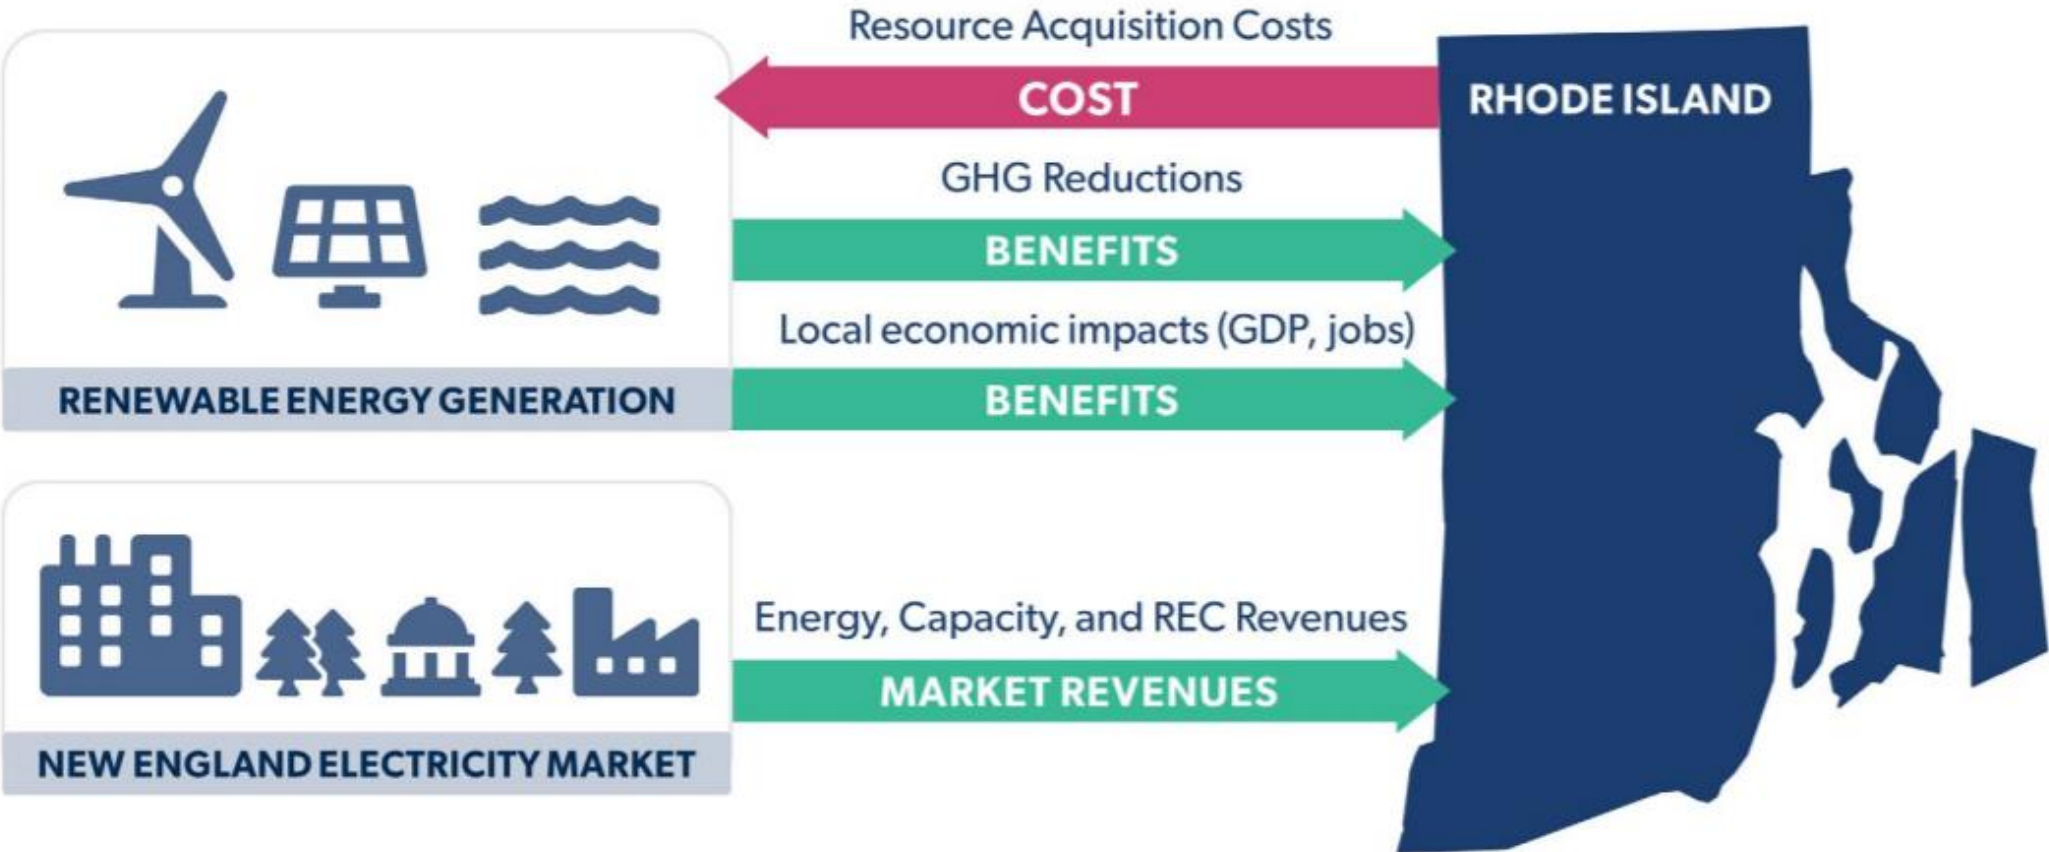 Resource Acquisition Costs
COST
RHODE ISLAND
GHG Reductions
BENEFITS
Local economic impacts (GDP, jobs)
RENEWABLE ENERGY GENERATION
BENEFITS
Energy, Capacity, and REC Revenues
MARKET REVENUES
NEW ENGLAND ELECTRICITY MARKET